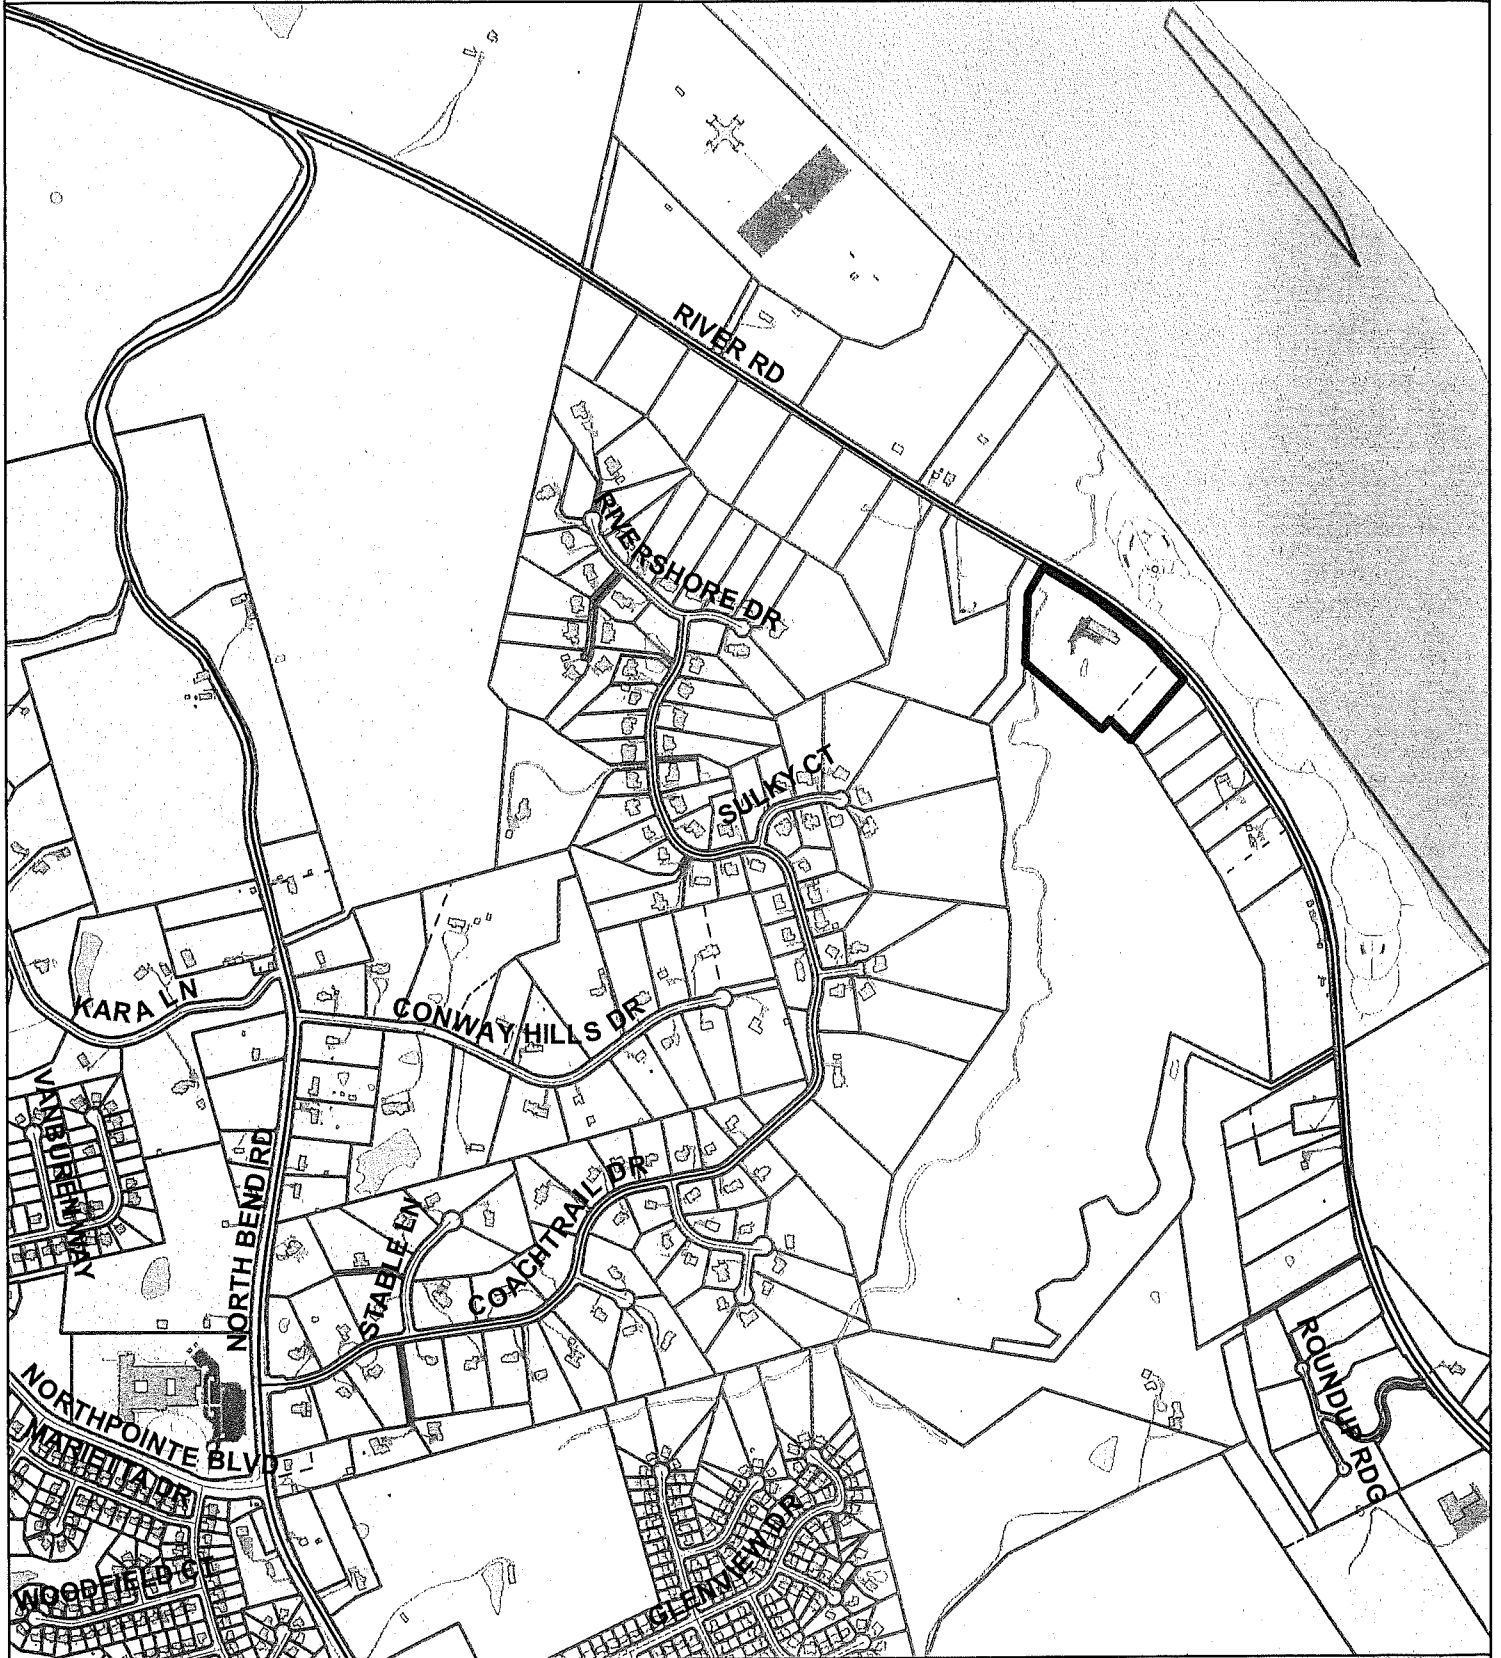 RIVER RD
RIVERSHORE DR
SULKY CT
KARA LN
CONWAY HILLS DR
VANBUREN WAY
NORTH BEND RD
STABLE LN
COACHTRAIL DR
ROUNDUP RDG
NORTHPOINTE BLVD
MARIETTA DR
WOODFIELD CT
GLENVIEW DR